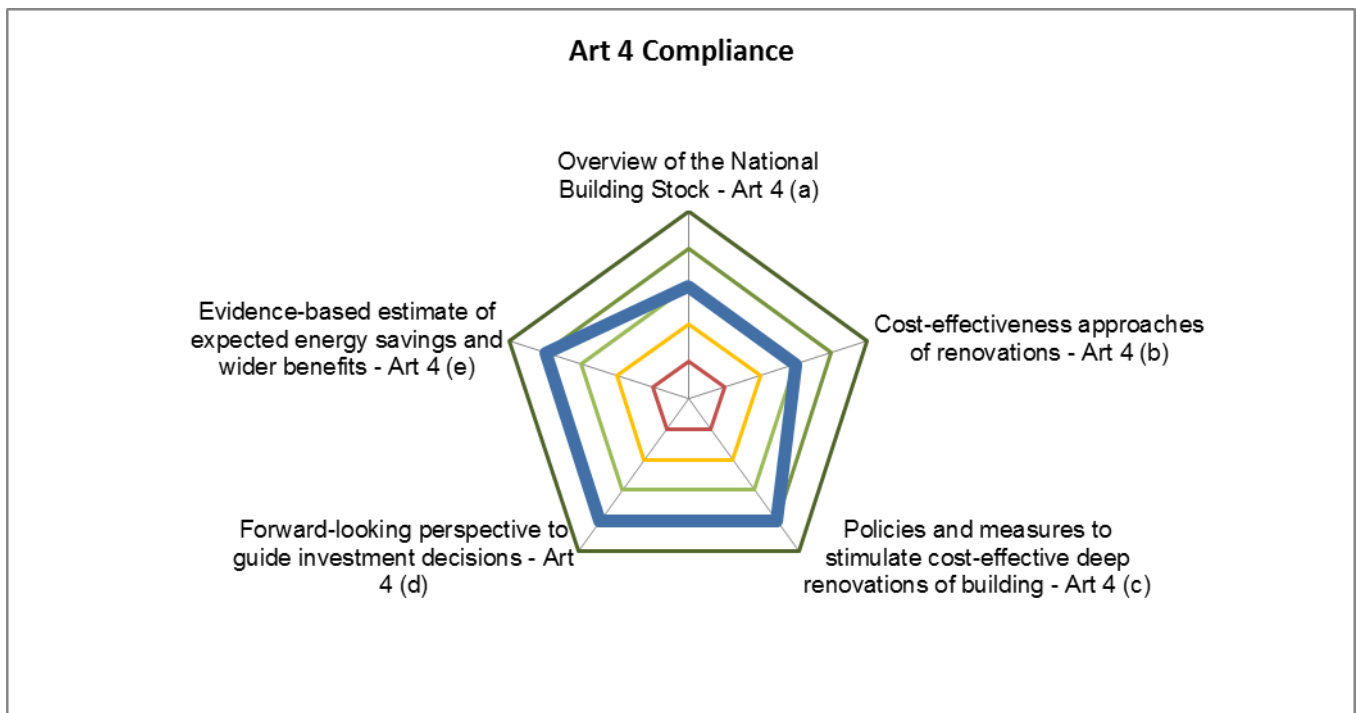 Art 4 Compliance
Overview of the National
Building Stock - Art 4 (a)
Cost-effectiveness approaches
of renovations - Art 4 (b)
Policies and measures to
stimulate cost-effective deep
renovations of building - Art 4 (c)
Forward-looking perspective to
guide investment decisions - Art
4 (d)
Evidence-based estimate of
expected energy savings and
wider benefits - Art 4 (e)